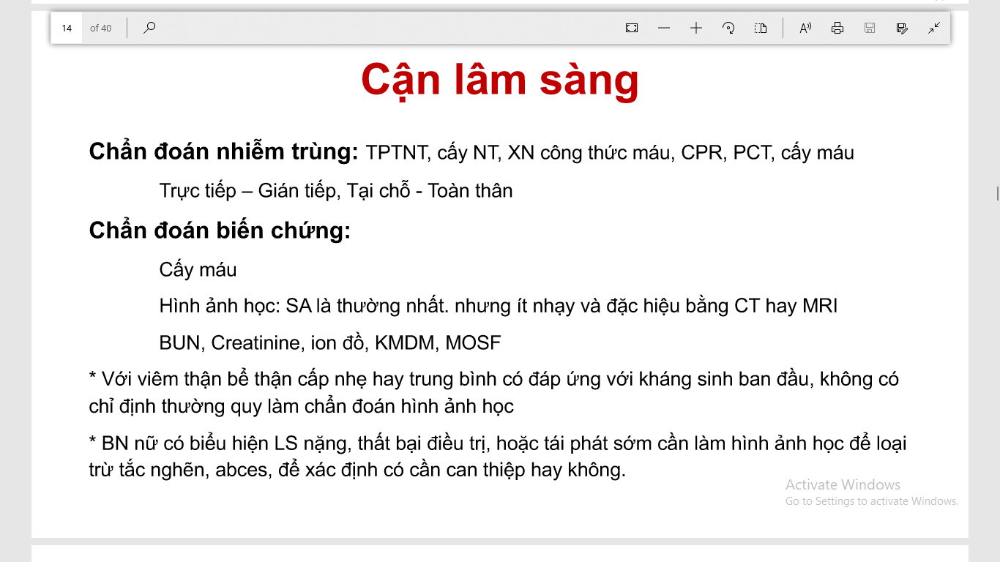 14 of 40
Cận lâm sàng
Chẩn đoán nhiễm trùng: TPTNT, cấy NT, XN công thức máu, CPR, PCT, cấy máu
Trực tiếp – Gián tiếp, Tại chỗ - Toàn thân
Chẩn đoán biến chứng:
Cấy máu
Hình ảnh học: SA là thường nhất. nhưng ít nhạy và đặc hiệu bằng CT hay MRI
BUN, Creatinine, ion đồ, KMDM, MOSF
* Với viêm thận bể thận cấp nhẹ hay trung bình có đáp ứng với kháng sinh ban đầu, không có
chỉ định thường quy làm chẩn đoán hình ảnh học
* BN nữ có biểu hiện LS nặng, thất bại điều trị, hoặc tái phát sớm cần làm hình ảnh học để loại
trừ tắc nghẽn, abces, để xác định có cần can thiệp hay không.
Activate Windows
Go to Settings to activate Windows.